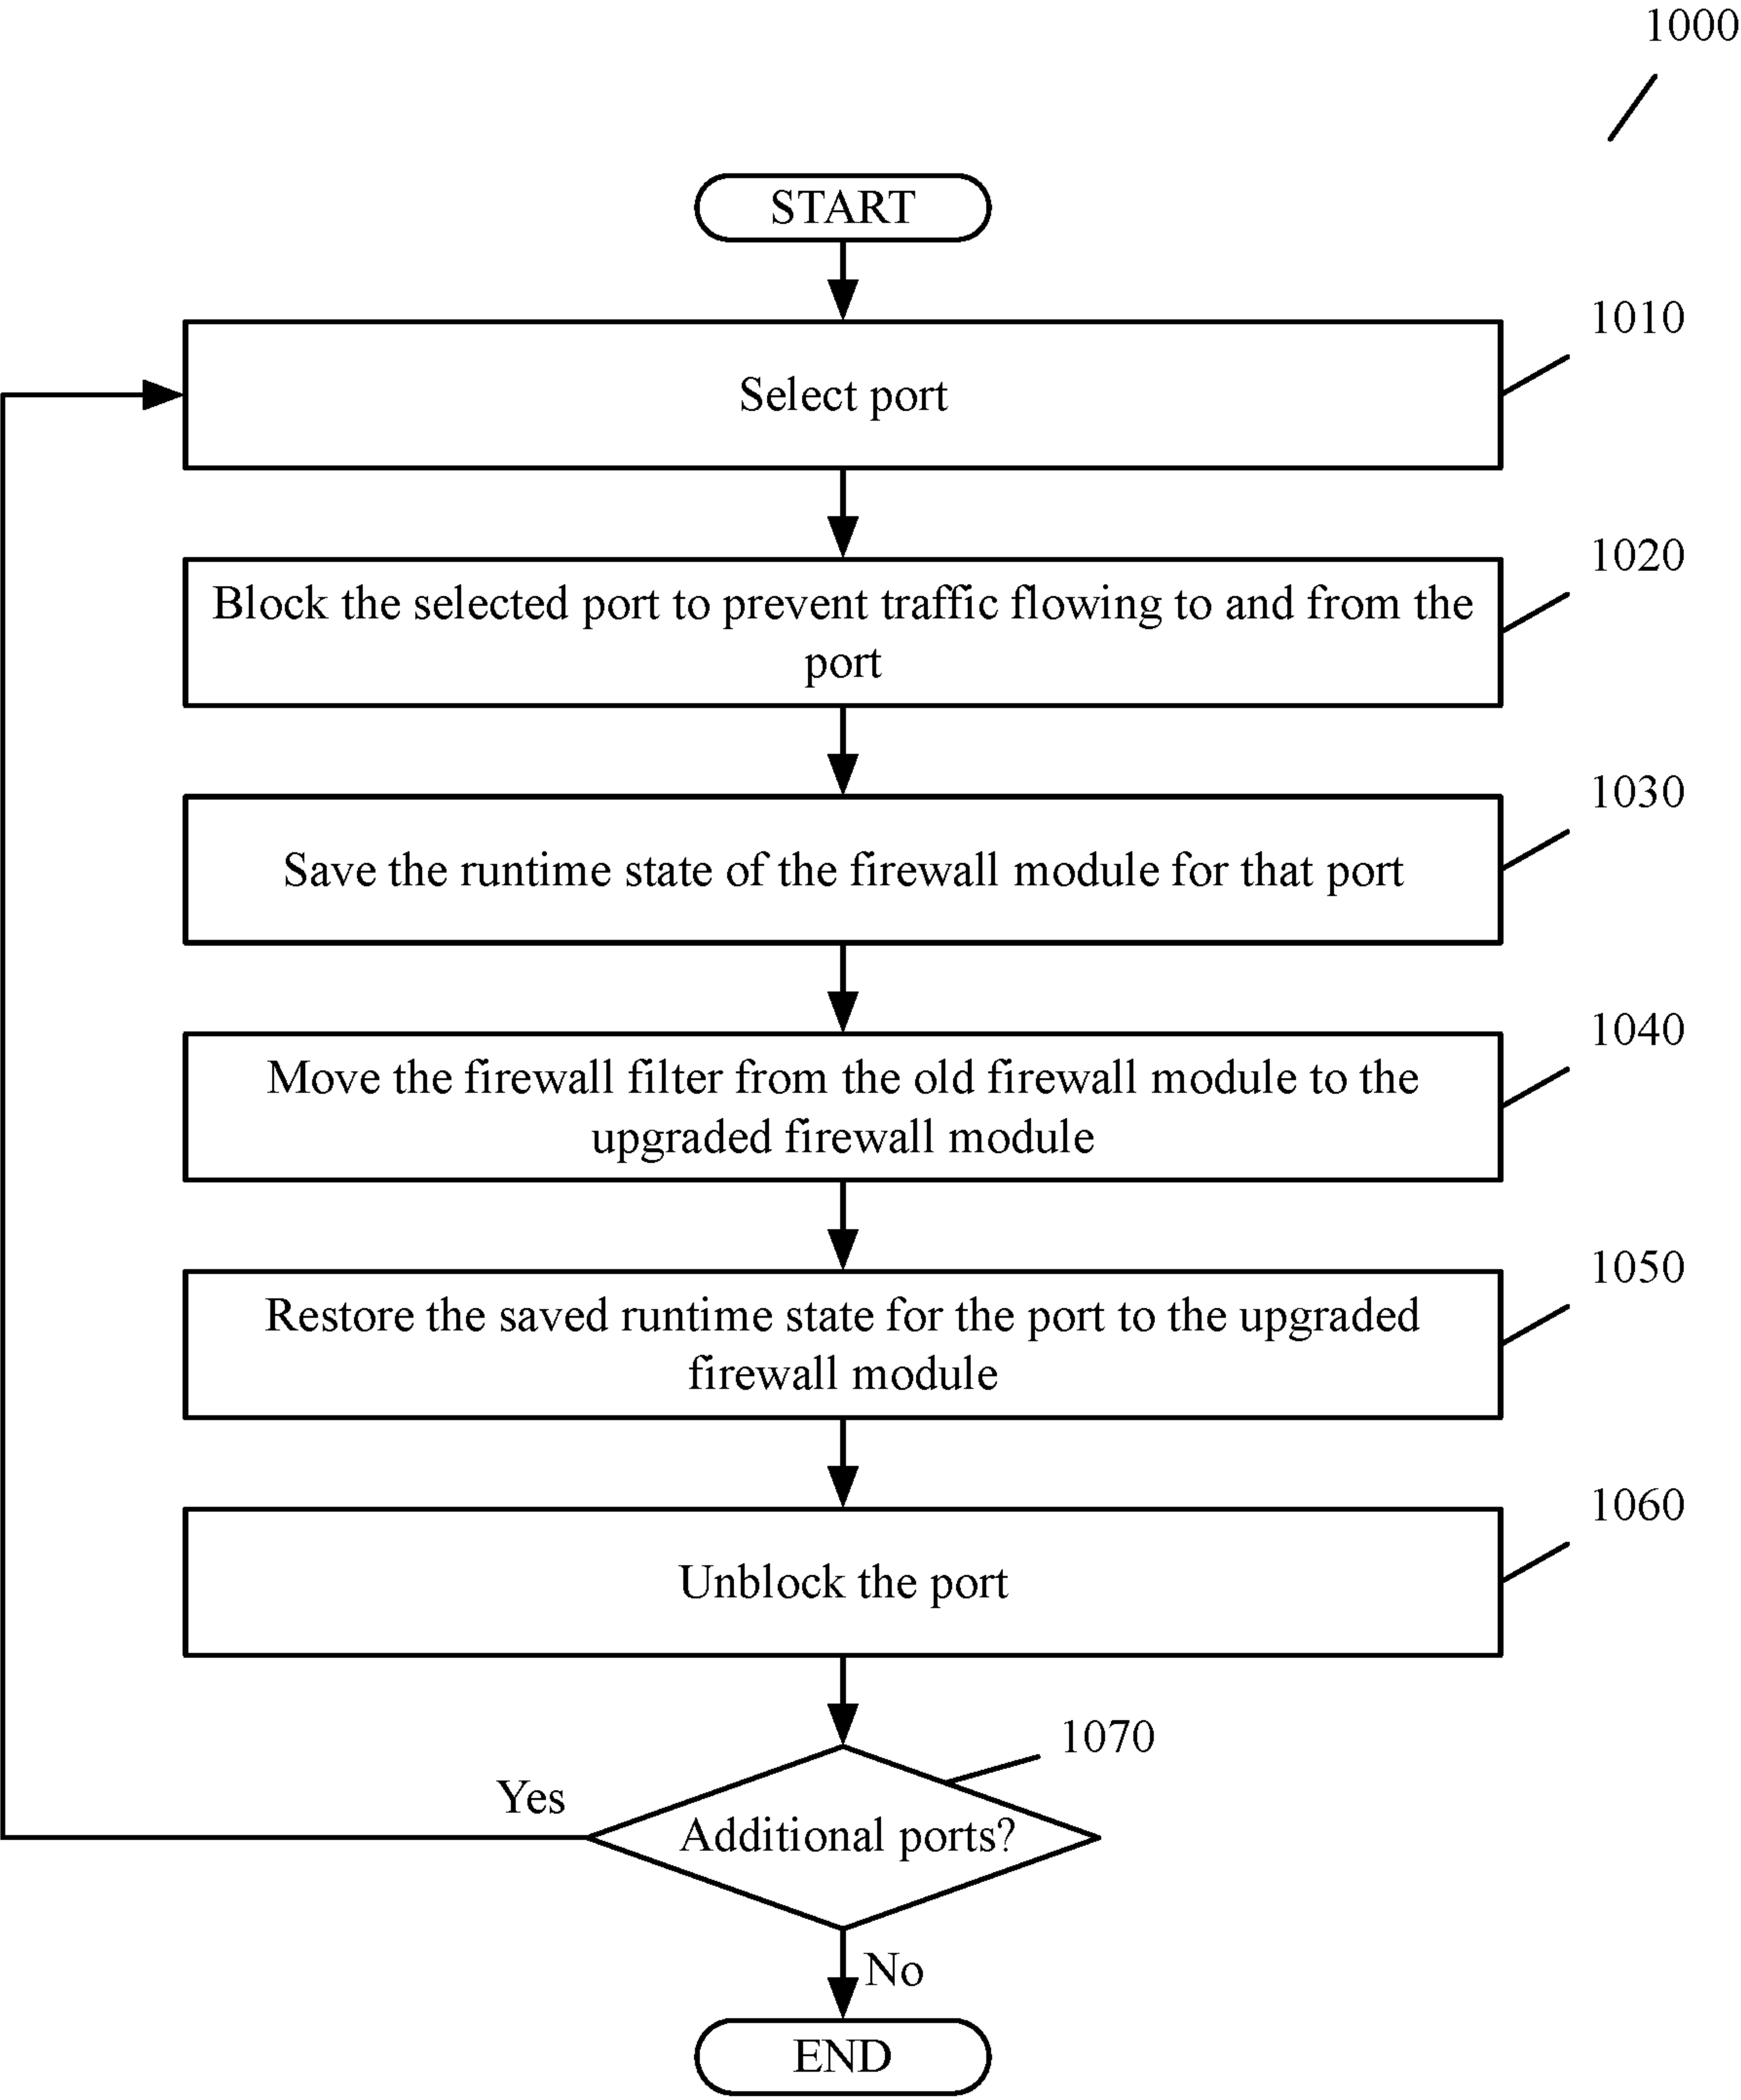 1000
START
1010
Select port
1020
Block the selected port to prevent traffic flowing to and from the
port
1030
Save the runtime state of the firewall module for that port
1040
Move the firewall filter from the old firewall module to the
upgraded firewall module
1050
Restore the saved runtime state for the port to the upgraded
firewall module
1060
Unblock the port
1070
Yes
Additional ports?
No
END